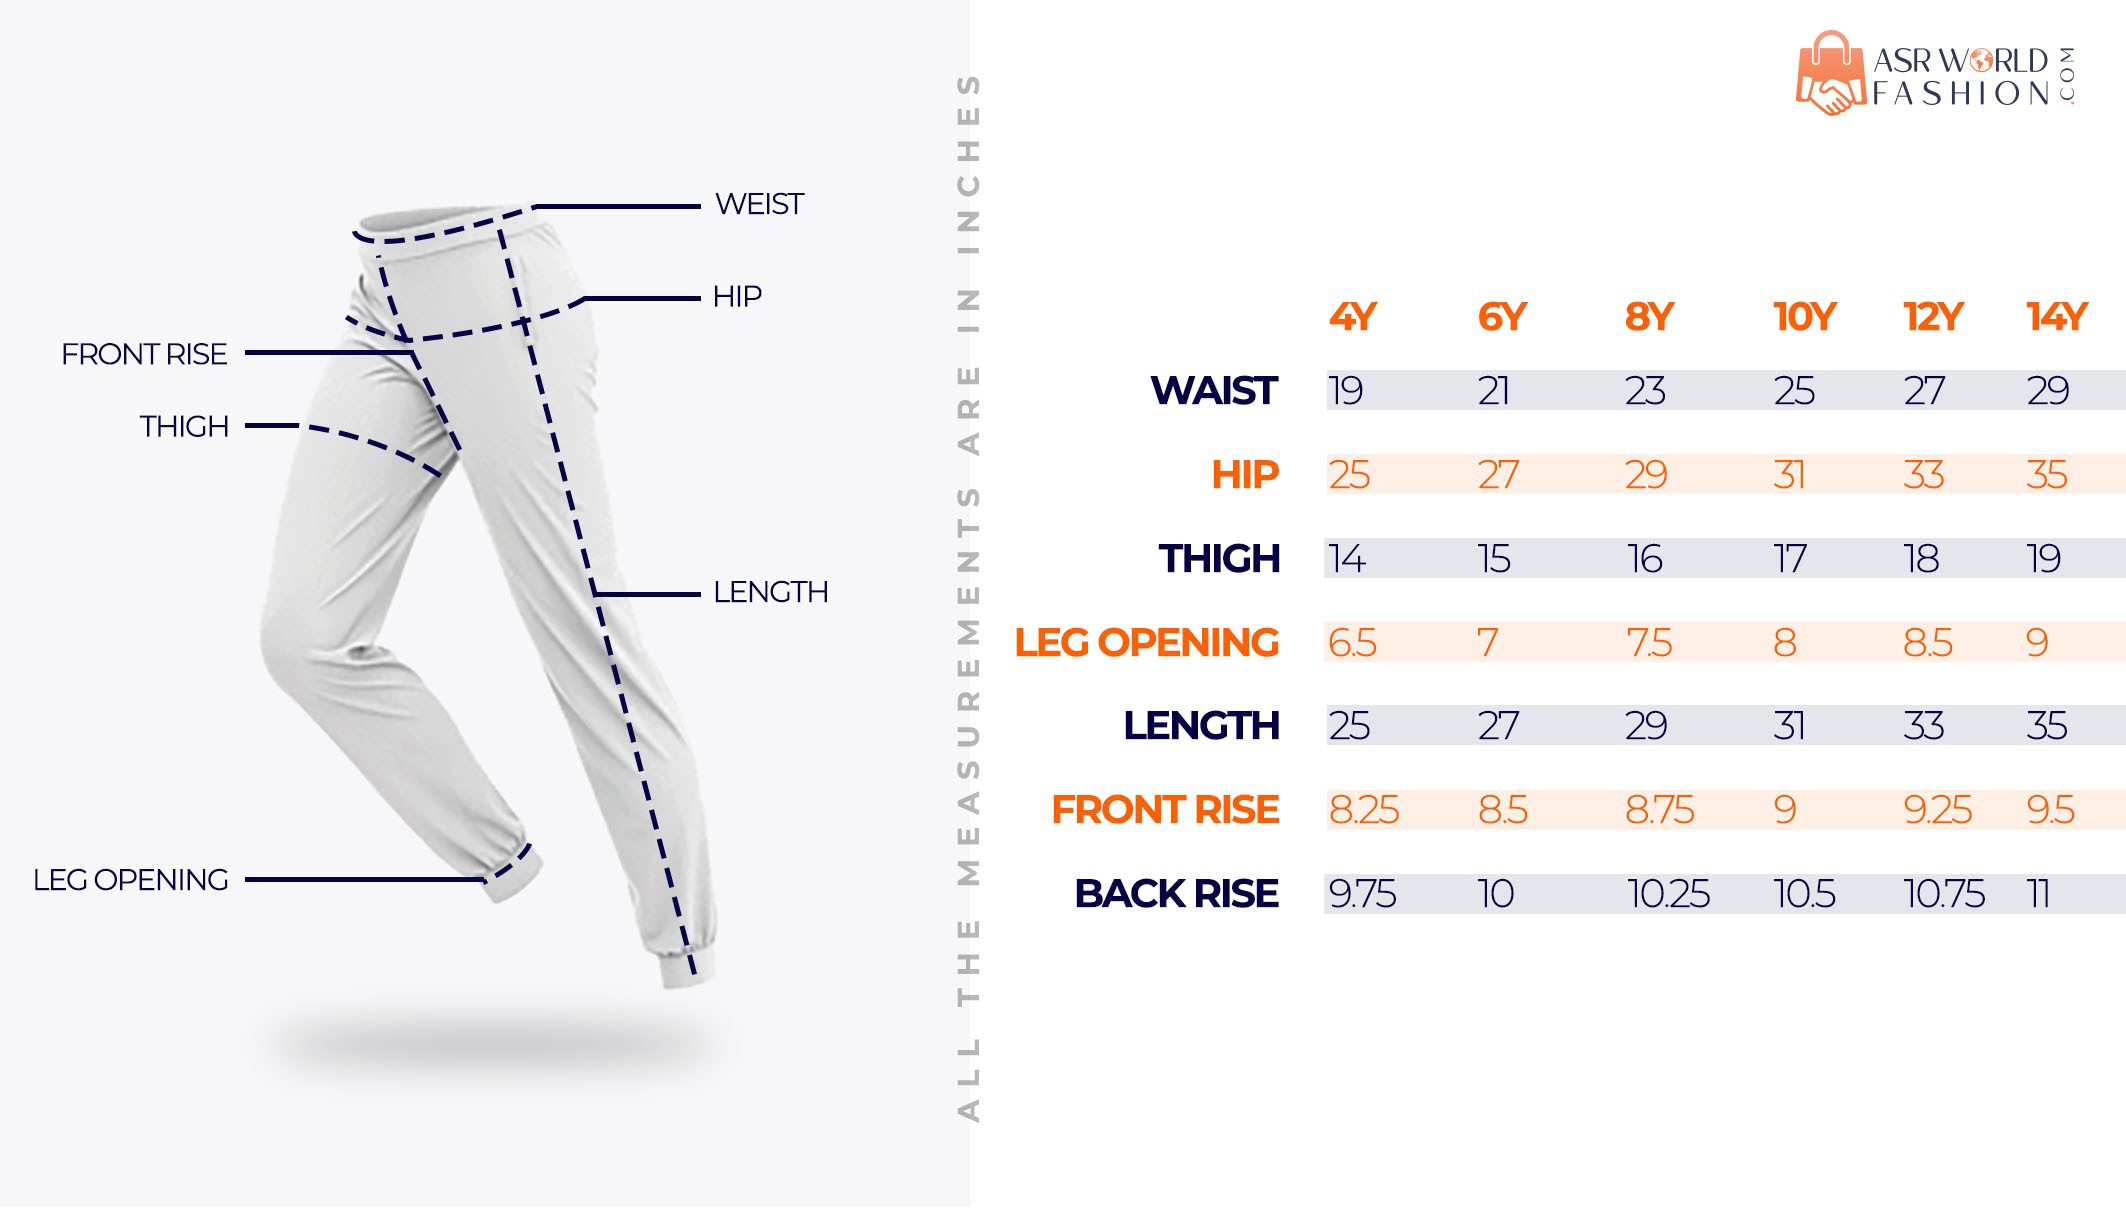 WEIST
HIP
FRONT RISE
THIGH
LENGTH
LEG OPENING
ALL THE MEASUREMENTS ARE IN INCHES
ASR WORLD
FASHION
.COM
4Y 6Y 8Y 10Y 12Y 14Y
WAIST 19 21 23 25 27 29
HIP 25 27 29 31 33 35
THIGH 14 15 16 17 18 19
LEG OPENING 6.5 7 7.5 8 8.5 9
LENGTH 25 27 29 31 33 35
FRONT RISE 8.25 8.5 8.75 9 9.25 9.5
BACK RISE 9.75 10 10.25 10.5 10.75 11